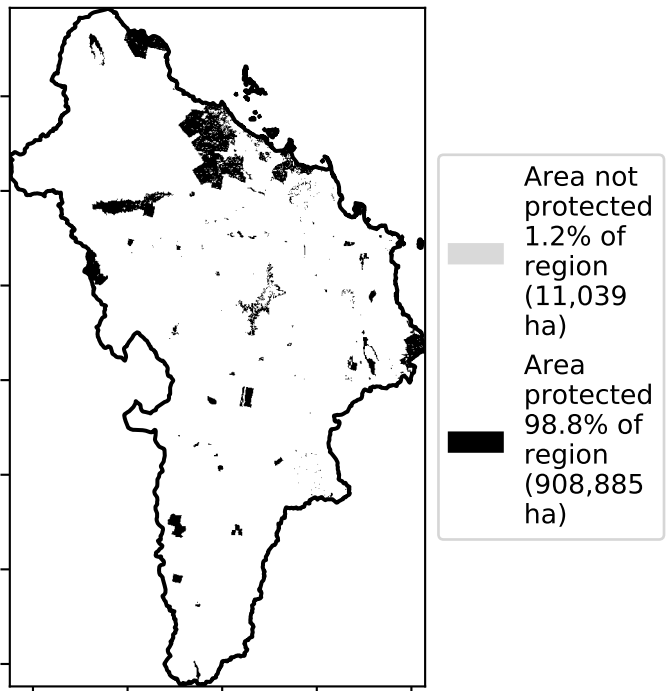 Area not
protected
1.2% of
region
(11,039
ha)
Area
protected
98.8% of
region
(908,885
ha)